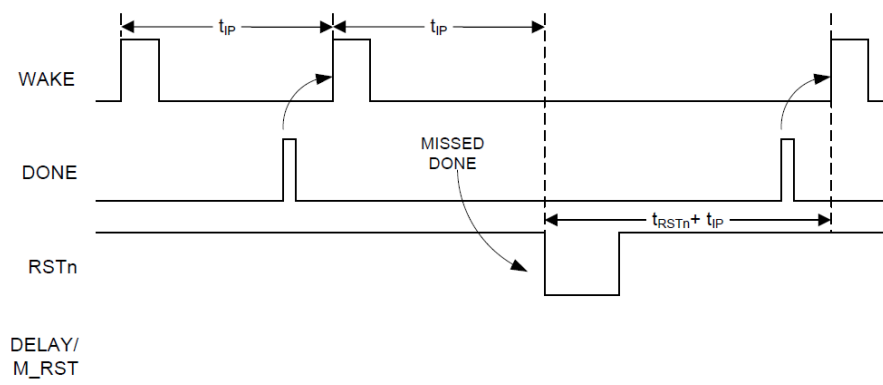 tIP
tIP
WAKE
MISSED
DONE
DONE
tRSTn+ tIP
RSTn
DELAY/
M_RST